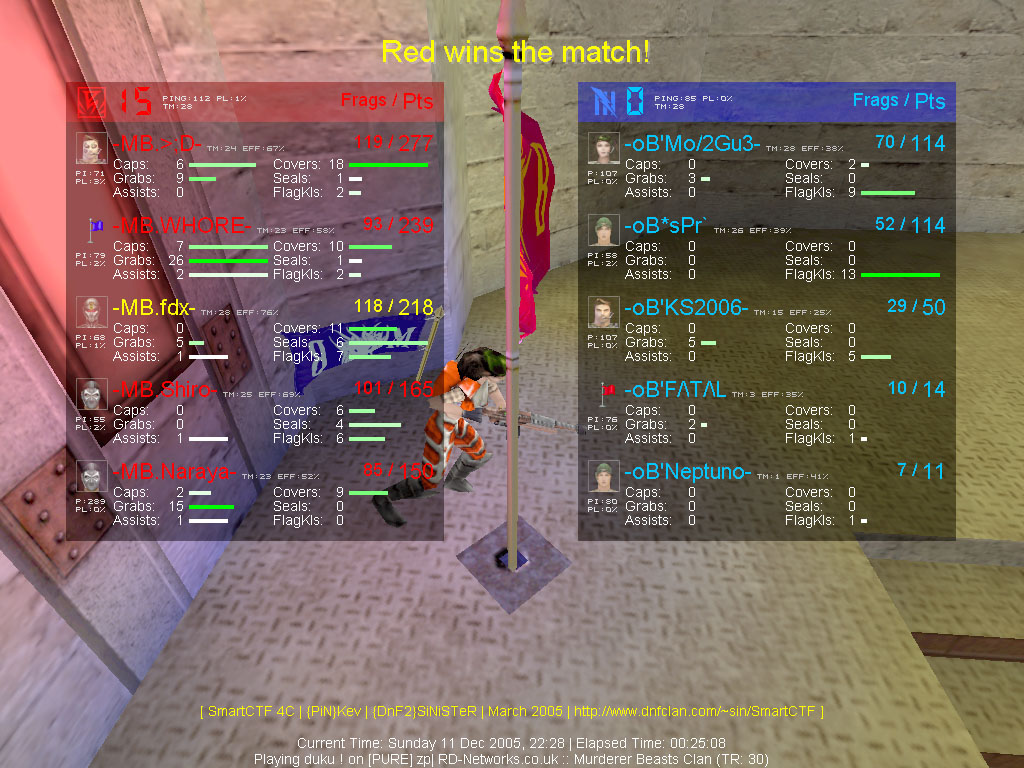 Red wins the match!
15 PING:112 PL:1% TM:28 Frags / Pts
-MB.>:D- TM:24 EFF:67% 119 / 277
Caps: 6 Covers: 18
Grabs: 9 Seals: 1
Assists: 0 FlagKls: 2
PI:71
PL:3%
-MB.WHORE- TM:23 EFF:58% 93 / 239
Caps: 7 Covers: 10
Grabs: 26 Seals: 1
Assists: 2 FlagKls: 2
PI:79
PL:2%
-MB.fdx- TM:28 EFF:76% 118 / 218
Caps: 0 Covers: 11
Grabs: 5 Seals: 6
Assists: 1 FlagKls: 7
PI:68
PL:1%
-MB.Shiro- TM:25 EFF:69% 101 / 165
Caps: 0 Covers: 6
Grabs: 0 Seals: 4
Assists: 1 FlagKls: 6
PI:55
PL:2%
-MB.Naraya- TM:23 EFF:52% 83 / 150
Caps: 2 Covers: 9
Grabs: 15 Seals: 0
Assists: 1 FlagKls: 0
P:289
PL:0%
0 PING:85 PL:0% TM:28 Frags / Pts
-oB'Mo/2Gu3- TM:28 EFF:38% 70 / 114
Caps: 0 Covers: 2
Grabs: 3 Seals: 0
Assists: 0 FlagKls: 9
P:107
PL:0%
-oB*sPr` TM:26 EFF:39% 52 / 114
Caps: 0 Covers: 0
Grabs: 0 Seals: 0
Assists: 0 FlagKls: 13
PI:58
PL:2%
-oB'KS2006- TM:15 EFF:25% 29 / 50
Caps: 0 Covers: 0
Grabs: 5 Seals: 0
Assists: 0 FlagKls: 5
P:107
PL:0%
-oB'FΛTΛL TM:3 EFF:35% 10 / 14
Caps: 0 Covers: 0
Grabs: 2 Seals: 0
Assists: 0 FlagKls: 1
PI:76
PL:0%
-oB'Neptuno- TM:1 EFF:41% 7 / 11
Caps: 0 Covers: 0
Grabs: 0 Seals: 0
Assists: 0 FlagKls: 1
PI:80
PL:0%
[ SmartCTF 4C | {PiN}Kev | {DnF2}SiNiSTeR | March 2005 | http://www.dnfclan.com/~sin/SmartCTF ]
Current Time: Sunday 11 Dec 2005, 22:28 | Elapsed Time: 00:25:08
Playing duku ! on [PURE] zp| RD-Networks.co.uk :: Murderer Beasts Clan (TR: 30)